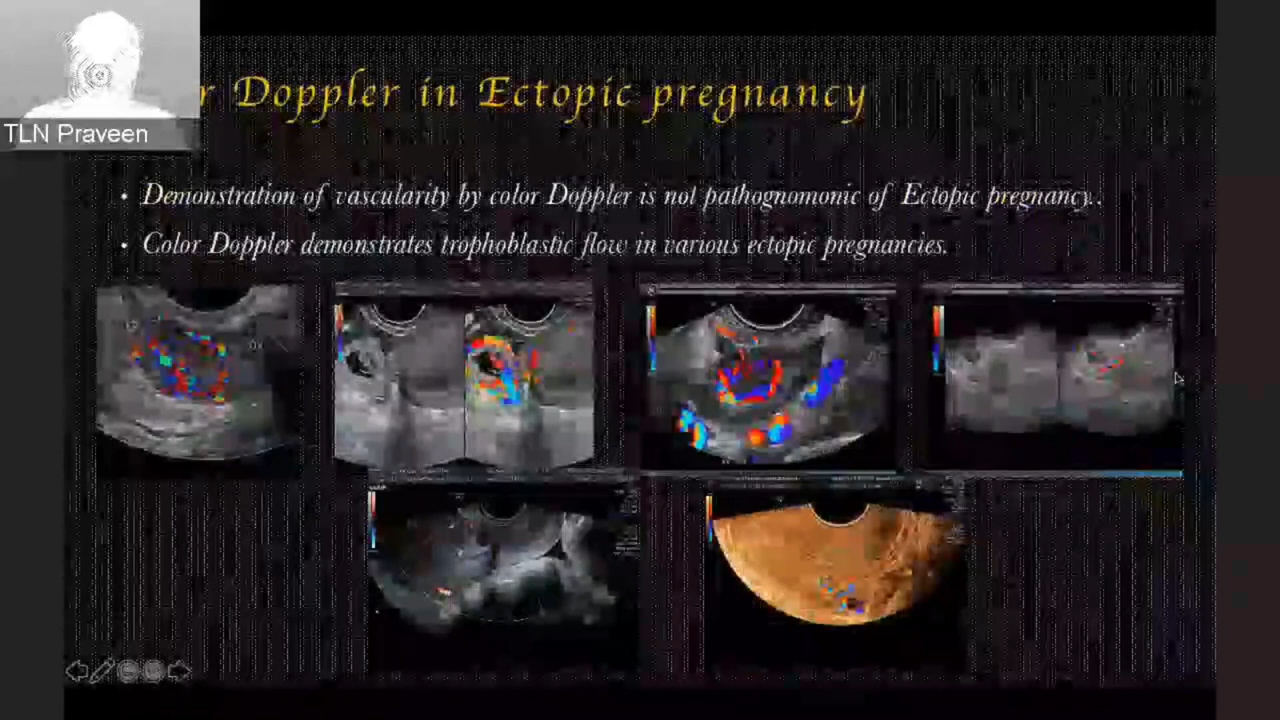 r Doppler in Ectopic pregnancy
TLN Praveen
• Demonstration of vascularity by color Doppler is not pathognomonic of Ectopic pregnancy..
• Color Doppler demonstrates trophoblastic flow in various ectopic pregnancies.